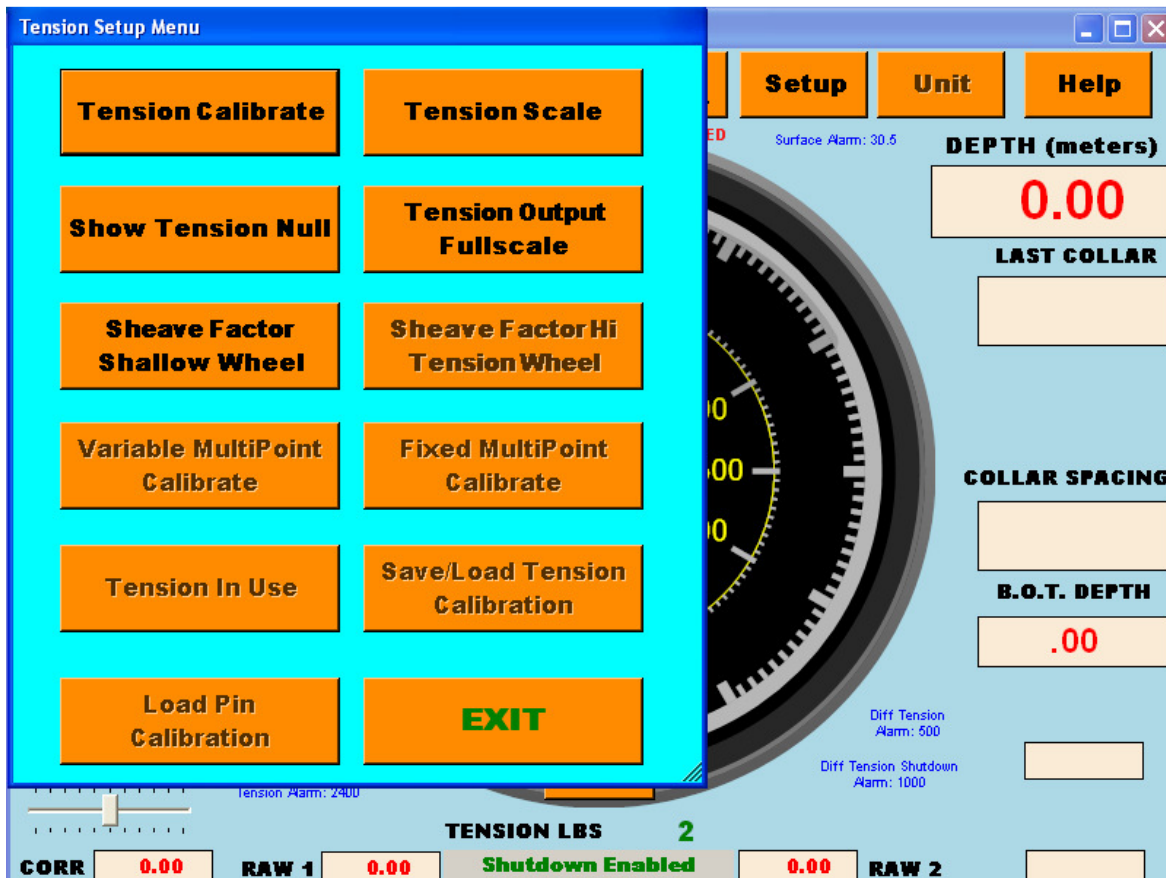 Tension Setup Menu
Tension Calibrate
Tension Scale
Show Tension Null
Tension Output
Fullscale
Sheave Factor
Shallow Wheel
Sheave Factor Hi
Tension Wheel
Variable MultiPoint
Calibrate
Fixed MultiPoint
Calibrate
Tension In Use
Save/Load Tension
Calibration
Load Pin
Calibration
EXIT
Setup
Unit
Help
Surface Alarm: 30.5
DEPTH (meters)
0.00
LAST COLLAR
COLLAR SPACING
B.O.T. DEPTH
.00
Diff Tension
Alarm: 500
Diff Tension Shutdown
Alarm: 1000
Tension Alarm: 2400
TENSION LBS 2
CORR 0.00 RAW 1 0.00 Shutdown Enabled 0.00 RAW 2